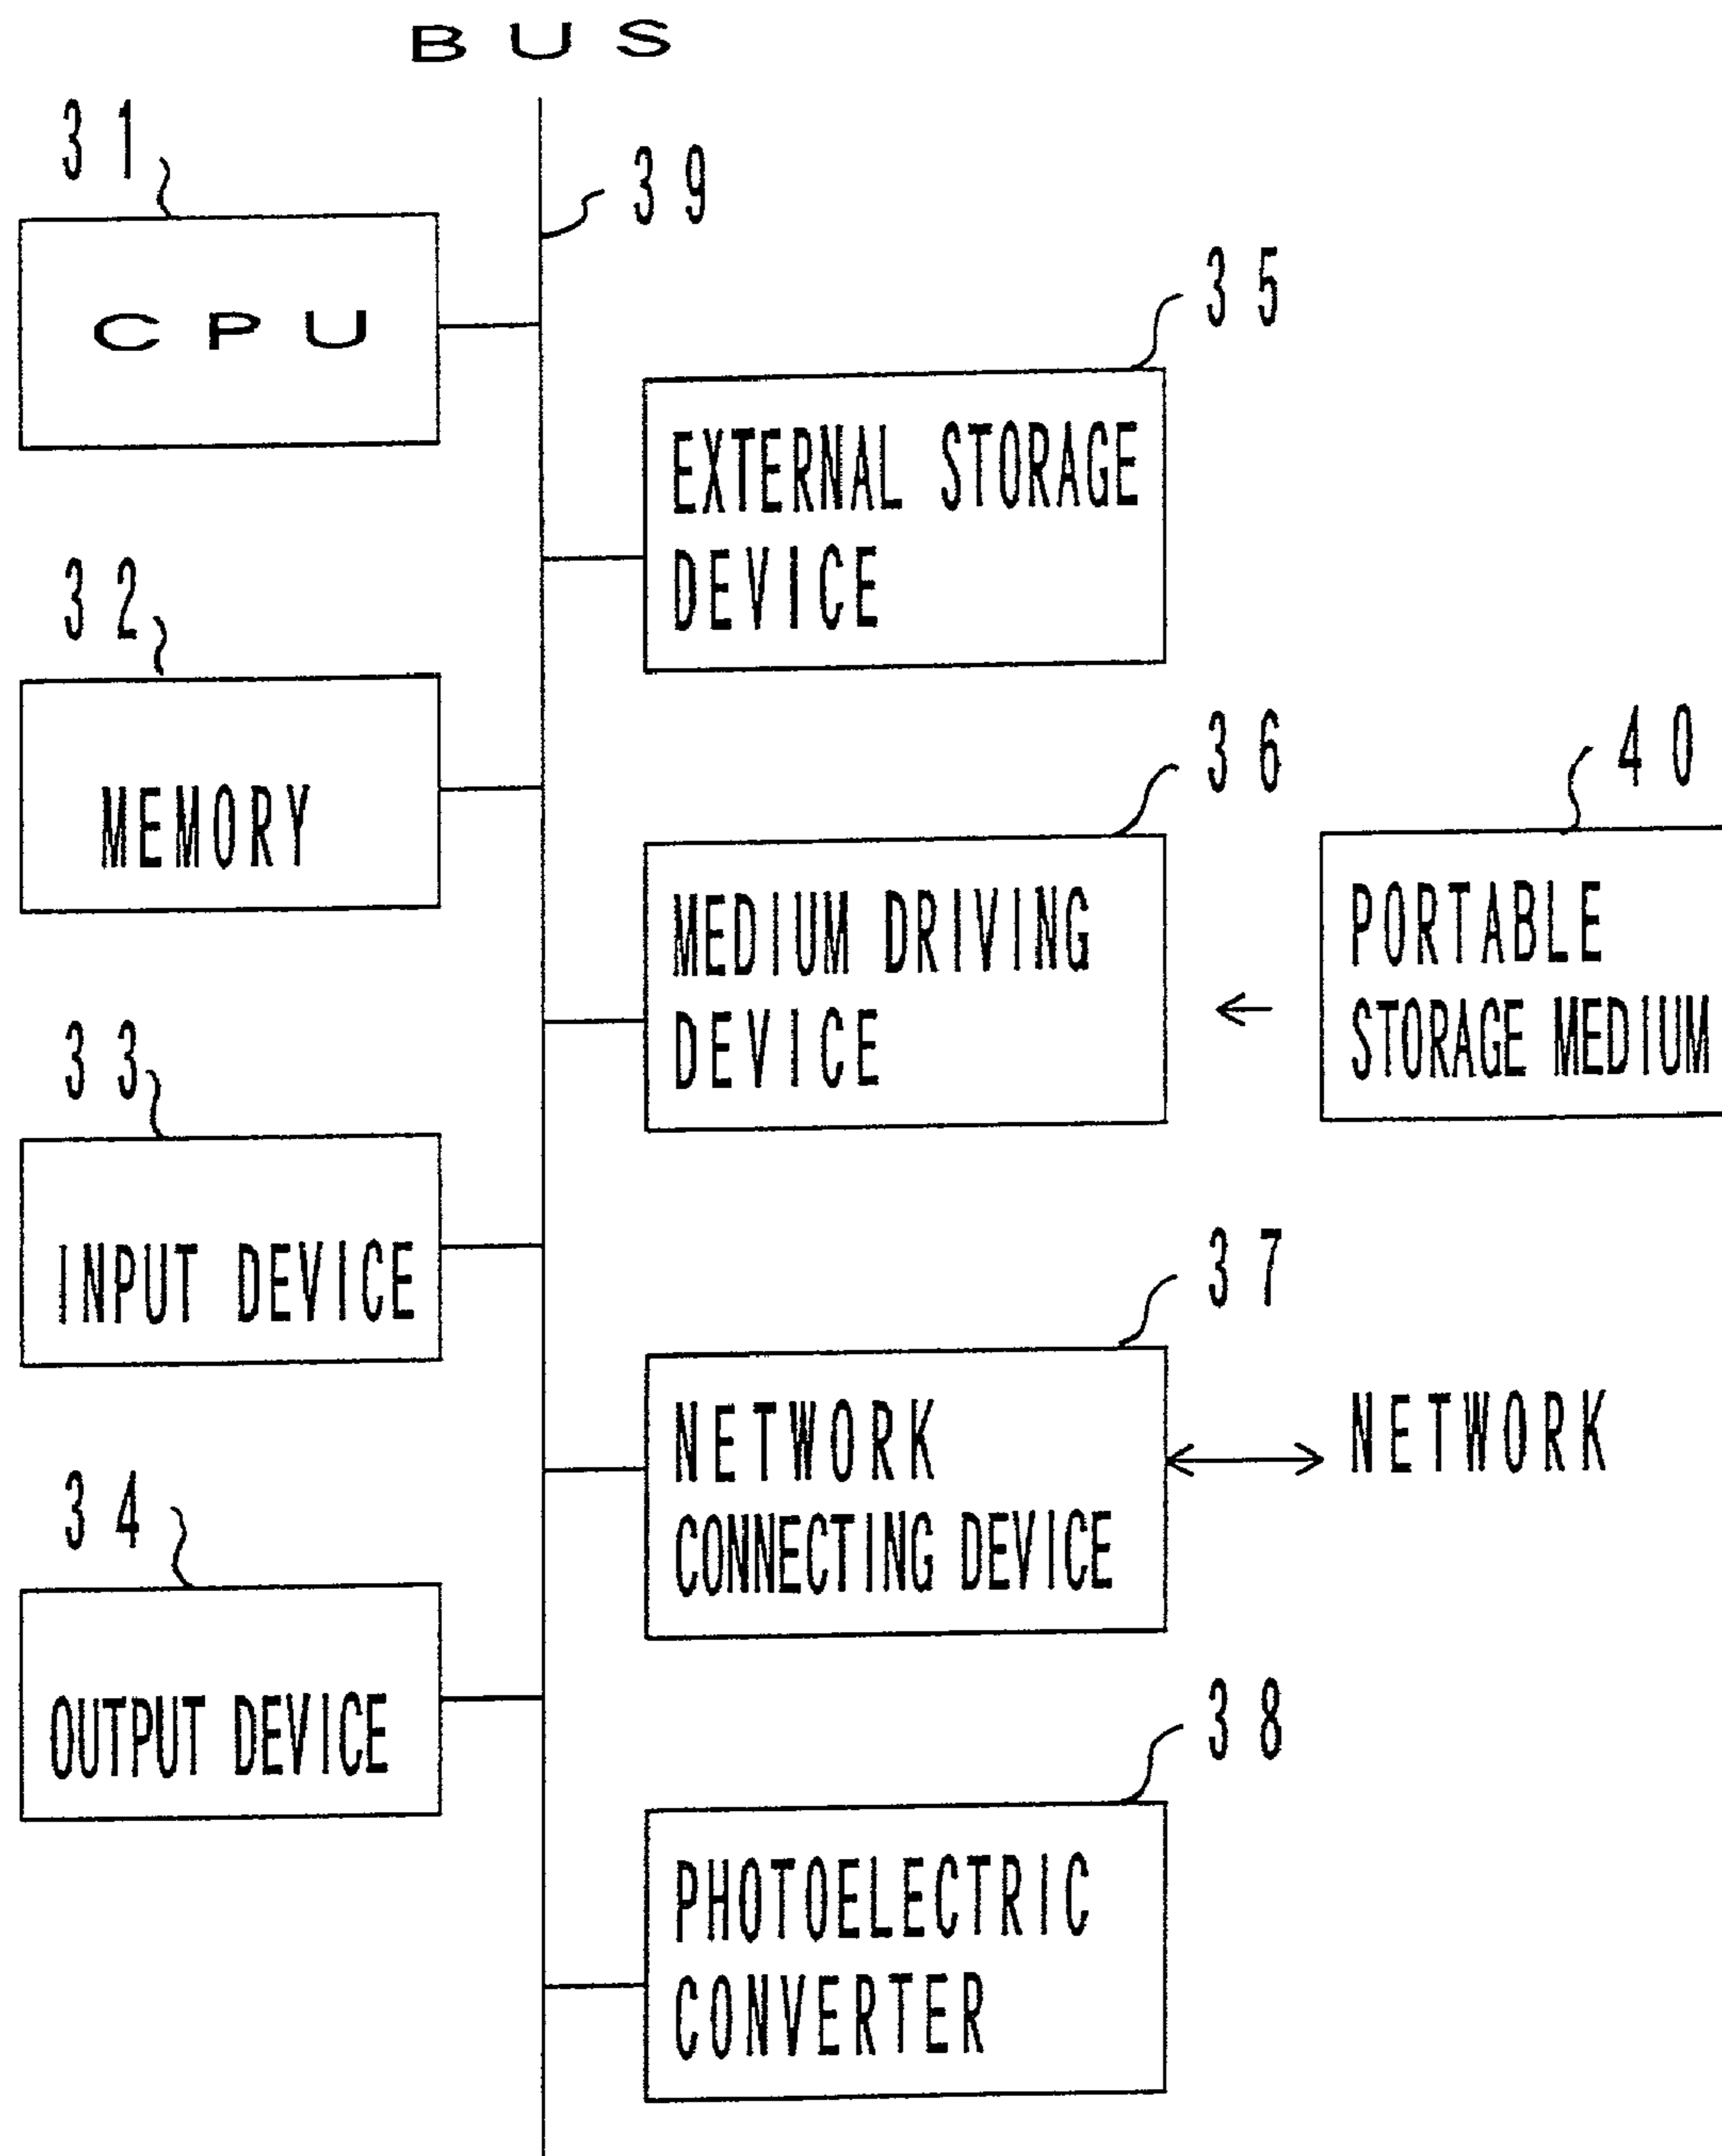 BUS
31
39
CPU
35
EXTERNAL STORAGE
DEVICE
32
MEMORY
36
40
MEDIUM DRIVING
DEVICE
PORTABLE
STORAGE MEDIUM
33
INPUT DEVICE
37
NETWORK
CONNECTING DEVICE
NETWORK
34
OUTPUT DEVICE
38
PHOTOELECTRIC
CONVERTER